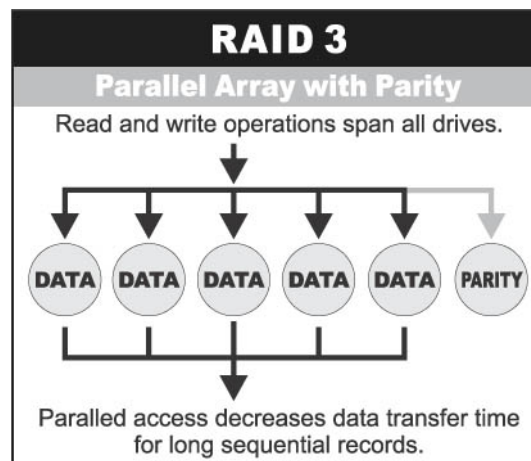 RAID 3
Parallel Array with Parity
Read and write operations span all drives.
DATA DATA DATA DATA DATA PARITY
Paralled access decreases data transfer time
for long sequential records.